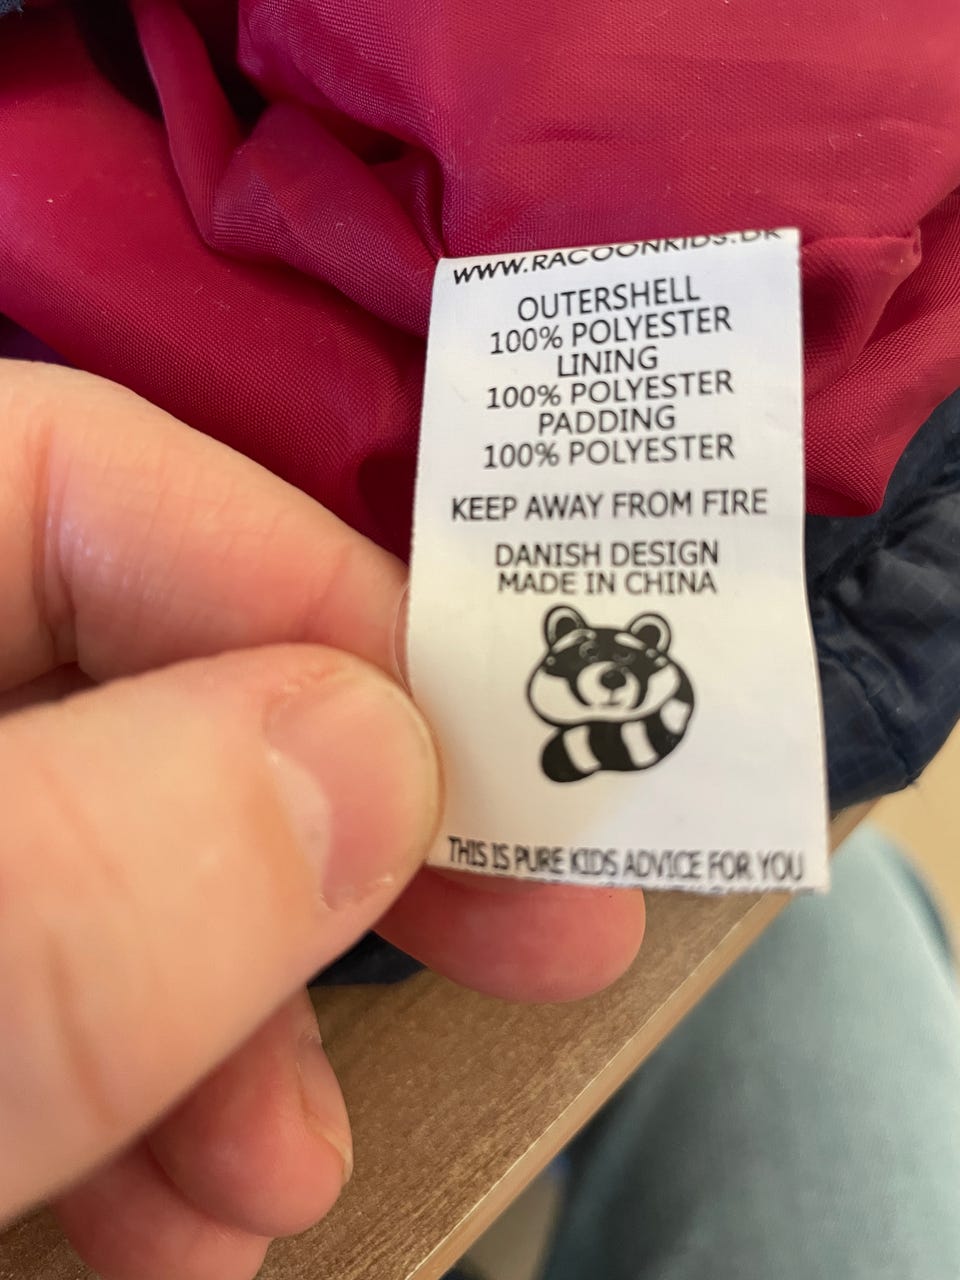 WWW.RACOONKIDS.DK
OUTERSHELL
100% POLYESTER
LINING
100% POLYESTER
PADDING
100% POLYESTER
KEEP AWAY FROM FIRE
DANISH DESIGN
MADE IN CHINA
THIS IS PURE KIDS ADVICE FOR YOU